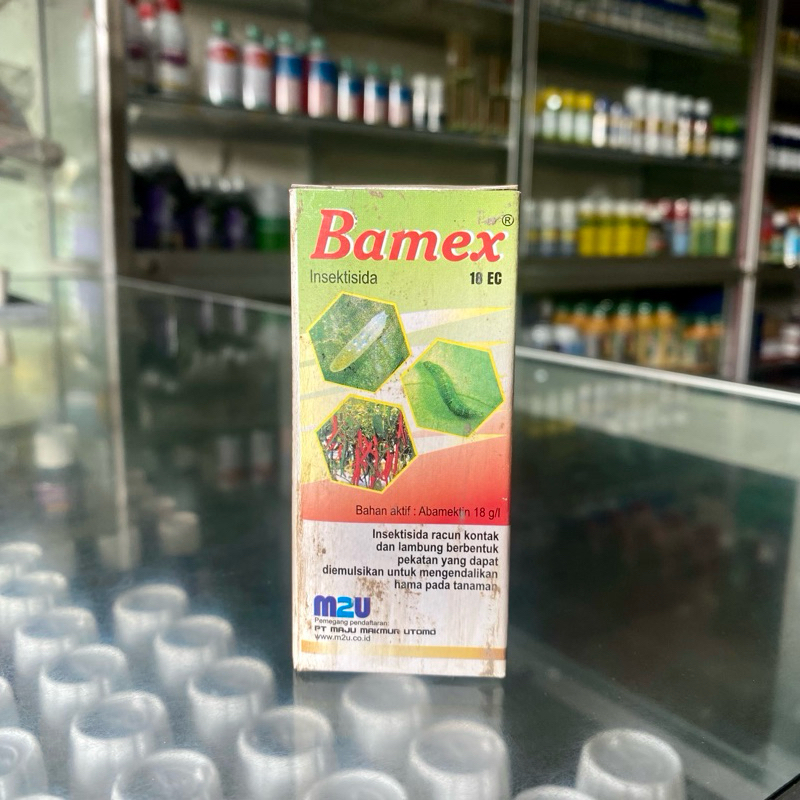 Bamex®
Insektisida
18 EC
Bahan aktif : Abamektin 18 g/l
Insektisida racun kontak
dan lambung berbentuk
pekatan yang dapat
diemulsikan untuk mengendalikan
hama pada tanaman
M2U
Pemegang pendaftaran:
PT MAJU MAKMUR UTOMO
www.m2u.co.id